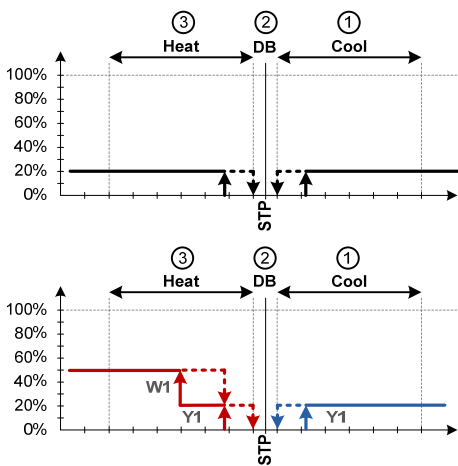 ③ ② ①
Heat DB Cool
100%
80%
60%
40%
20%
0%
STP
③ ② ①
Heat DB Cool
100%
80%
60%
40%
20%
0%
W1
Y1 Y1
STP